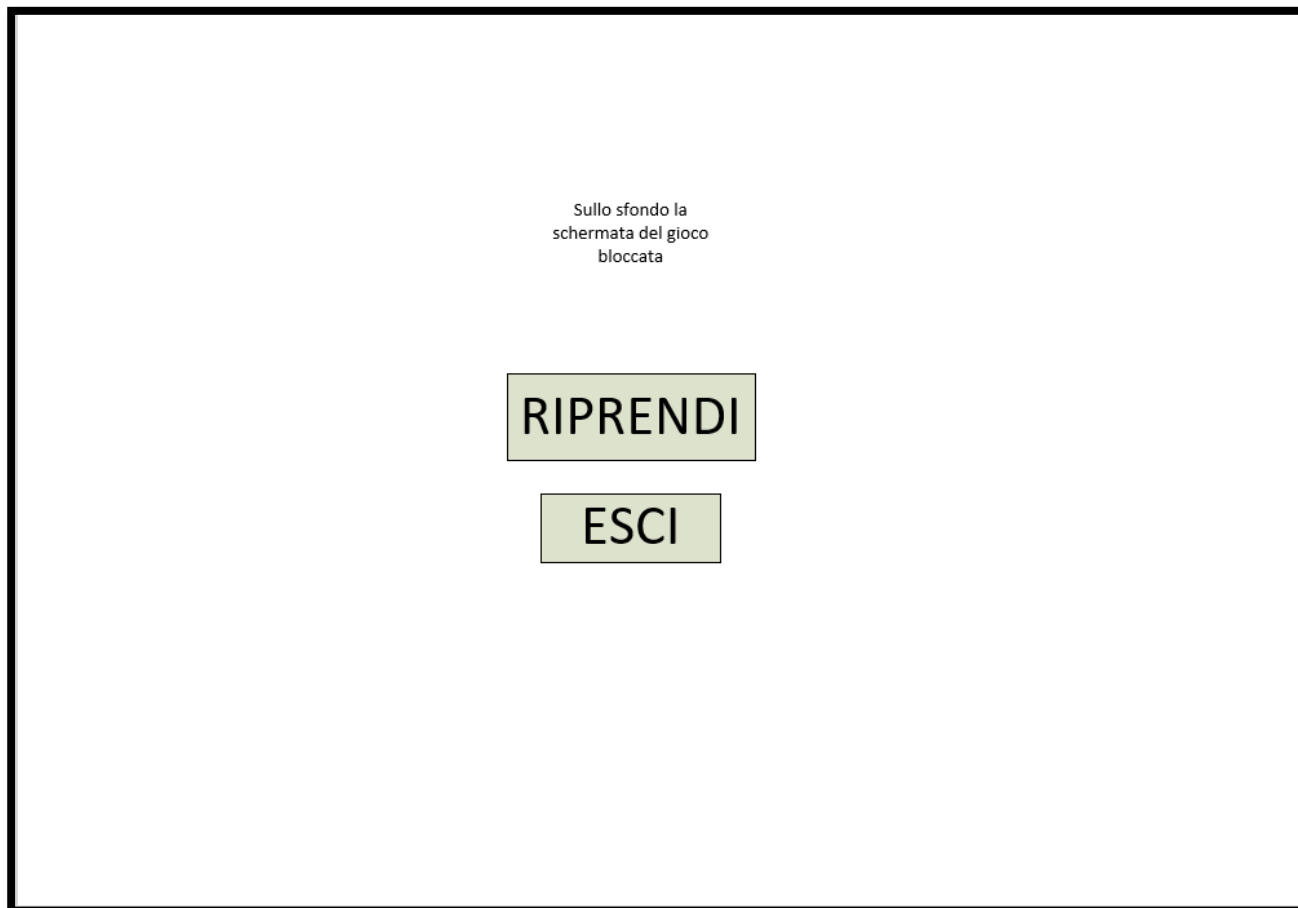 Sullo sfondo la
schermata del gioco
bloccata
RIPRENDI
ESCI